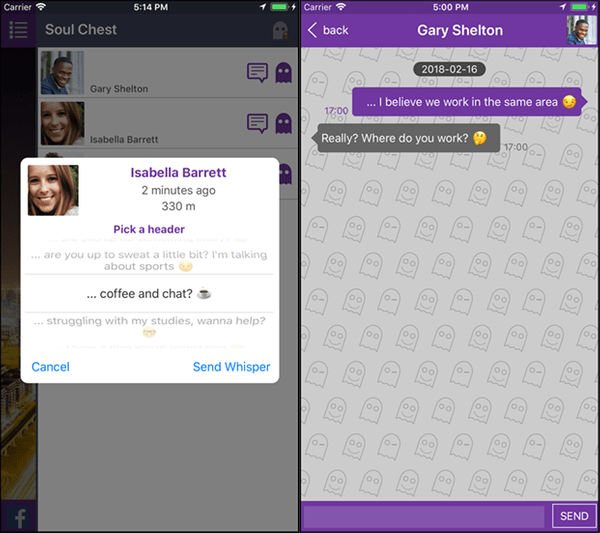 Carrier 5:14 PM
Soul Chest
Gary Shelton
Isabella Barrett
Isabella Barrett
2 minutes ago
330 m
Pick a header
... are you up to sweat a little bit? I'm talking
about sports 😓
... coffee and chat? ☕
... struggling with my studies, wanna help?
🤓
Cancel Send Whisper
f
Carrier 5:00 PM
back Gary Shelton
2018-02-16
... I believe we work in the same area 😏
17:00
Really? Where do you work? 🤔
17:00
SEND